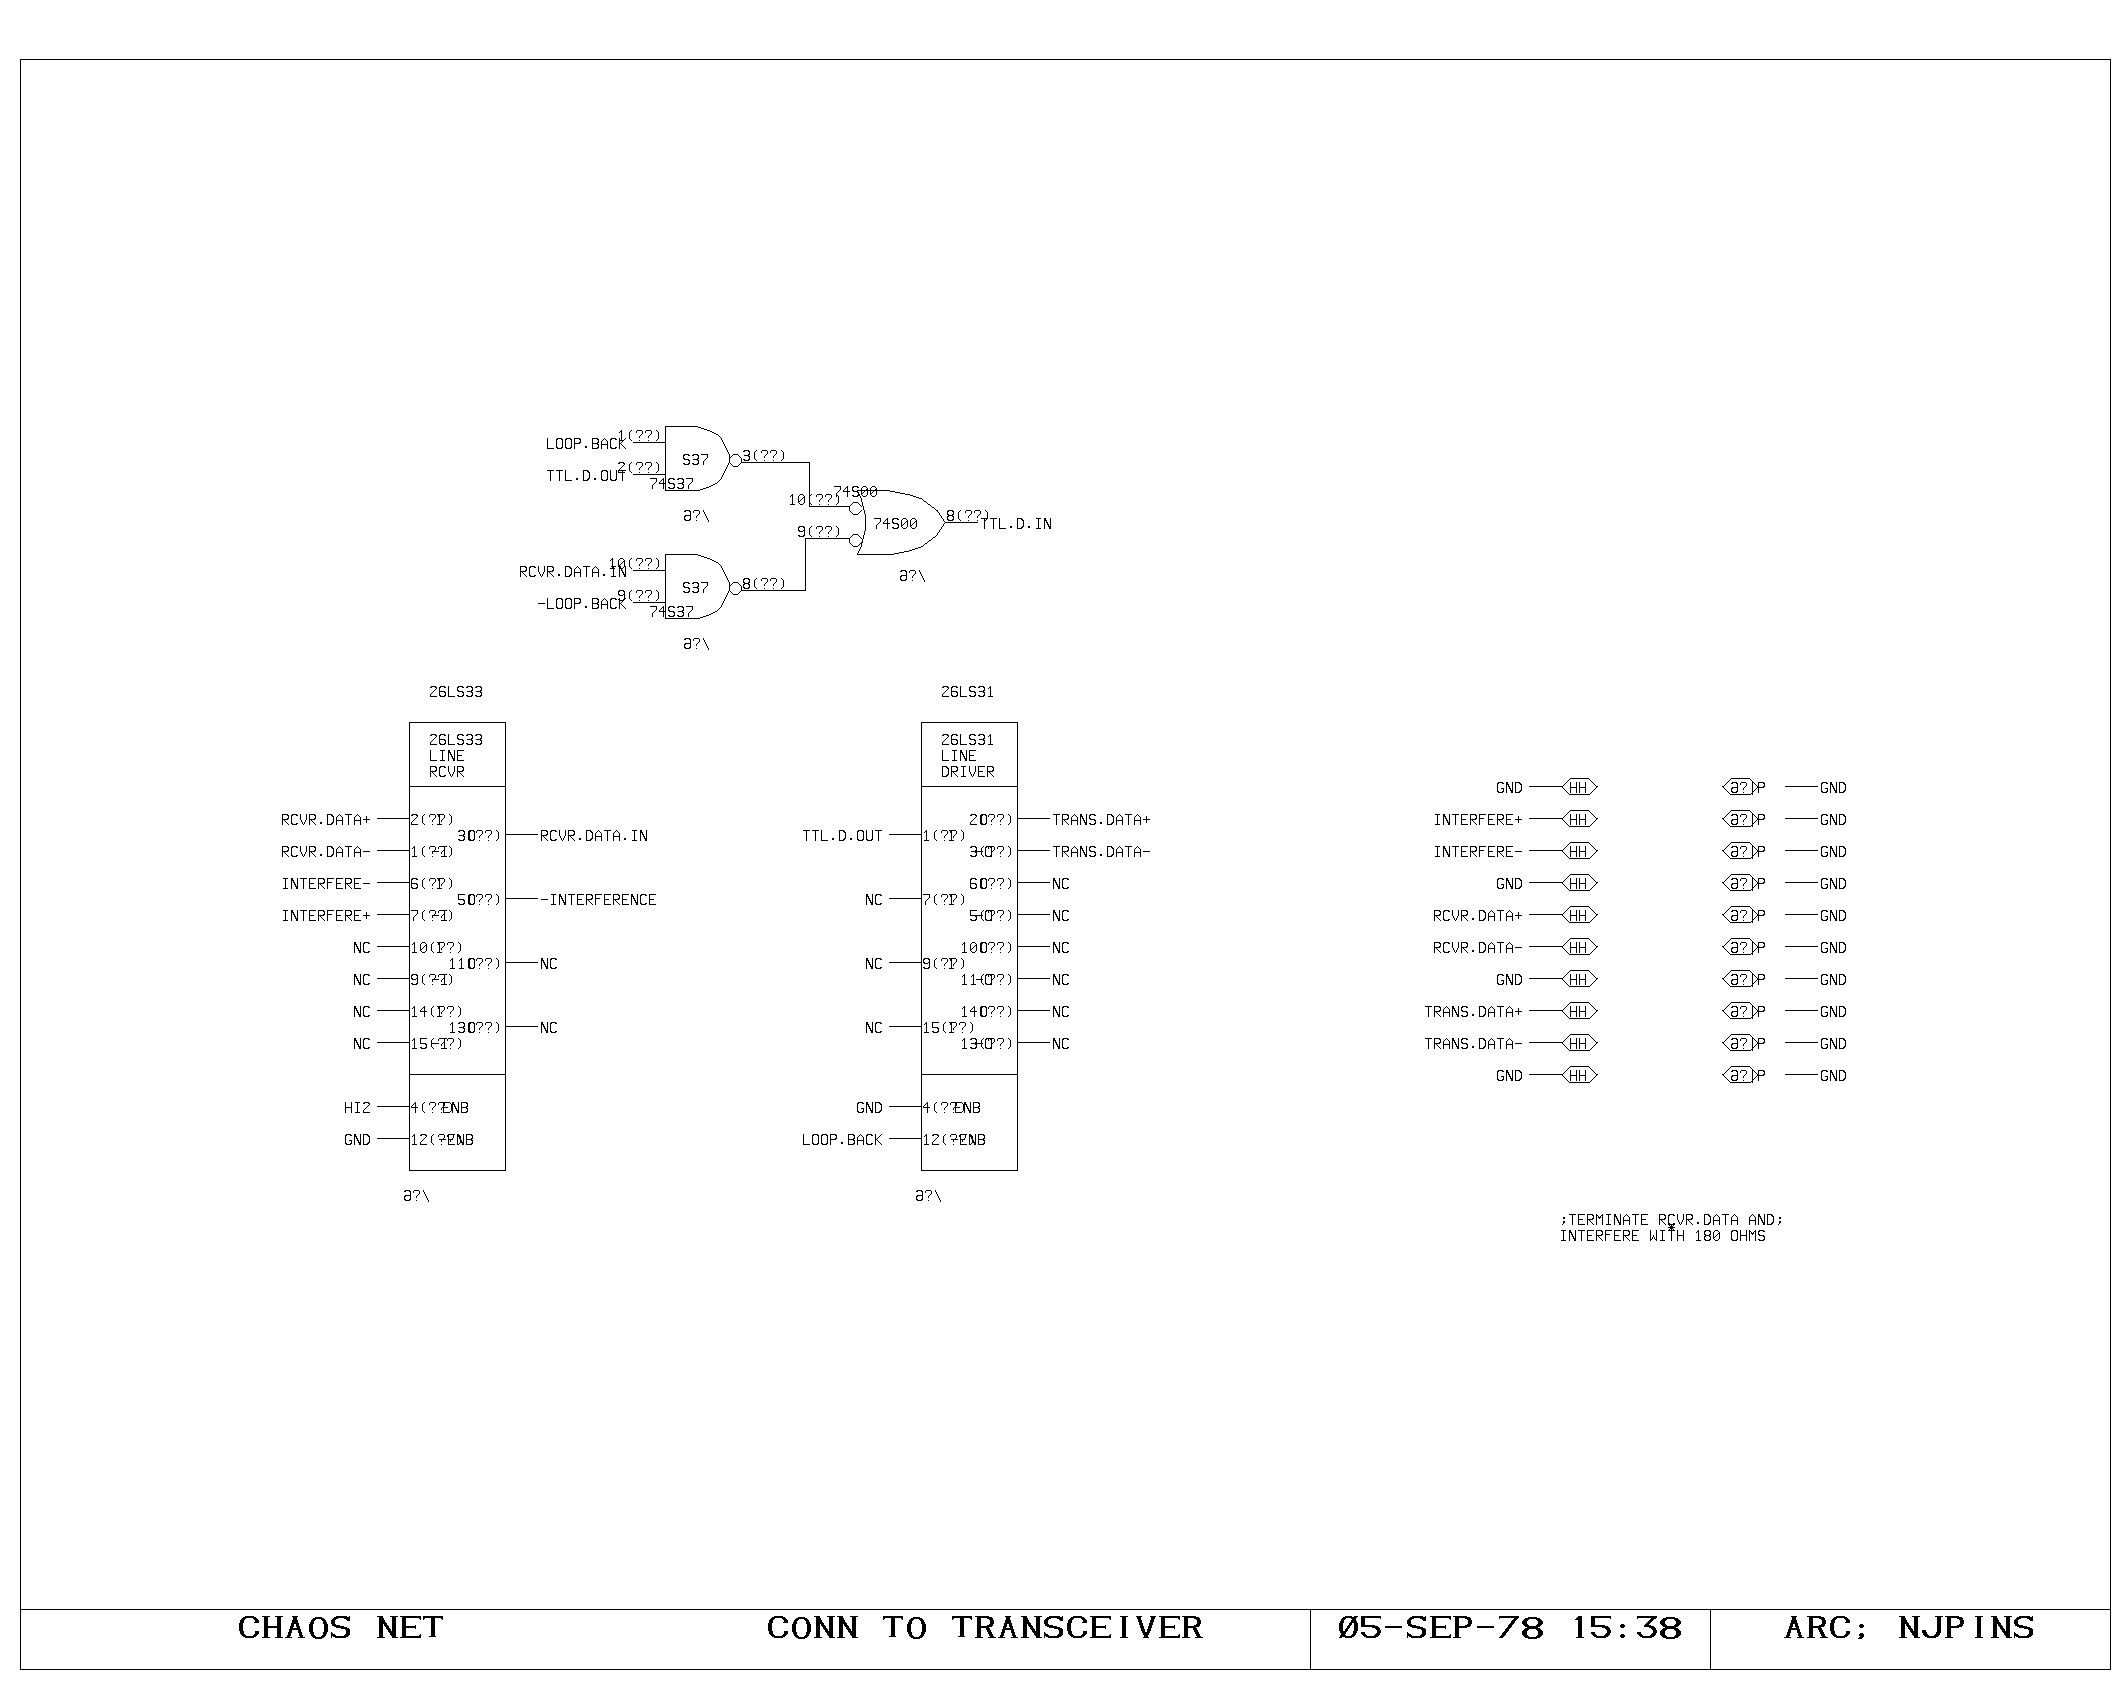 LOOP.BACK 1(??)
TTL.D.OUT 2(??)
S37
74S37
3(??)
∂?\
RCVR.DATA.IN 10(??)
-LOOP.BACK 9(??)
S37
74S37
8(??)
∂?\
74S00
10(??)
9(??)
74S00
8(??) TTL.D.IN
∂?\
26LS33
26LS33
LINE
RCVR
RCVR.DATA+ 2(??)
RCVR.DATA- 1(??)
INTERFERE- 6(??)
INTERFERE+ 7(??)
NC 10(??)
NC 9(??)
NC 14(??)
NC 15(??)
HI2 4(??) ENB
GND 12(??) -ENB
3(??) RCVR.DATA.IN
5(??) -INTERFERENCE
11(??) NC
13(??) NC
∂?\
26LS31
26LS31
LINE
DRIVER
TTL.D.OUT 1(??)
NC 7(??)
NC 9(??)
NC 15(??)
GND 4(??) ENB
LOOP.BACK 12(??) -ENB
2(??) TRANS.DATA+
3(??) TRANS.DATA-
6(??) NC
5(??) NC
10(??) NC
11(??) NC
14(??) NC
13(??) NC
∂?\
GND HH ∂?P GND
INTERFERE+ HH ∂?P GND
INTERFERE- HH ∂?P GND
GND HH ∂?P GND
RCVR.DATA+ HH ∂?P GND
RCVR.DATA- HH ∂?P GND
GND HH ∂?P GND
TRANS.DATA+ HH ∂?P GND
TRANS.DATA- HH ∂?P GND
GND HH ∂?P GND
;TERMINATE RCVR.DATA AND;
INTERFERE WITH 180 OHMS
CHAOS NET CONN TO TRANSCEIVER 05-SEP-78 15:38 ARC; NJPINS